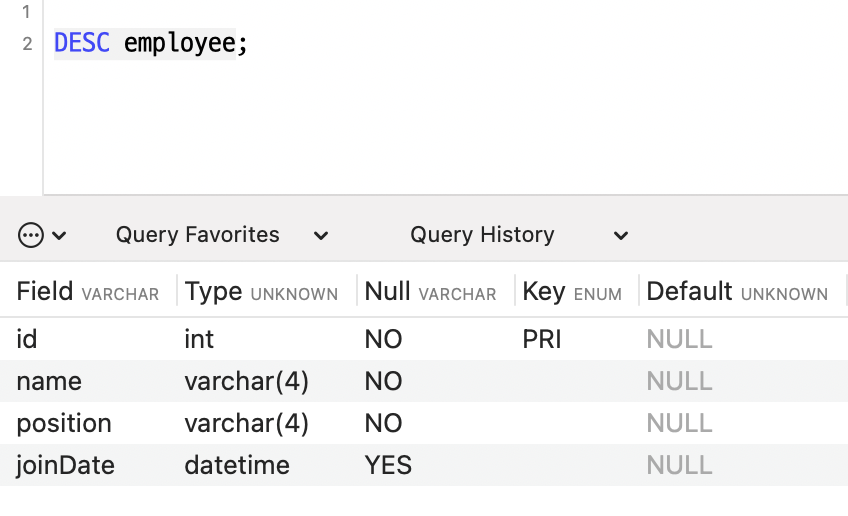 1
2 DESC employee;
Query Favorites Query History
Field VARCHAR Type UNKNOWN Null VARCHAR Key ENUM Default UNKNOWN
id int NO PRI NULL
name varchar(4) NO NULL
position varchar(4) NO NULL
joinDate datetime YES NULL